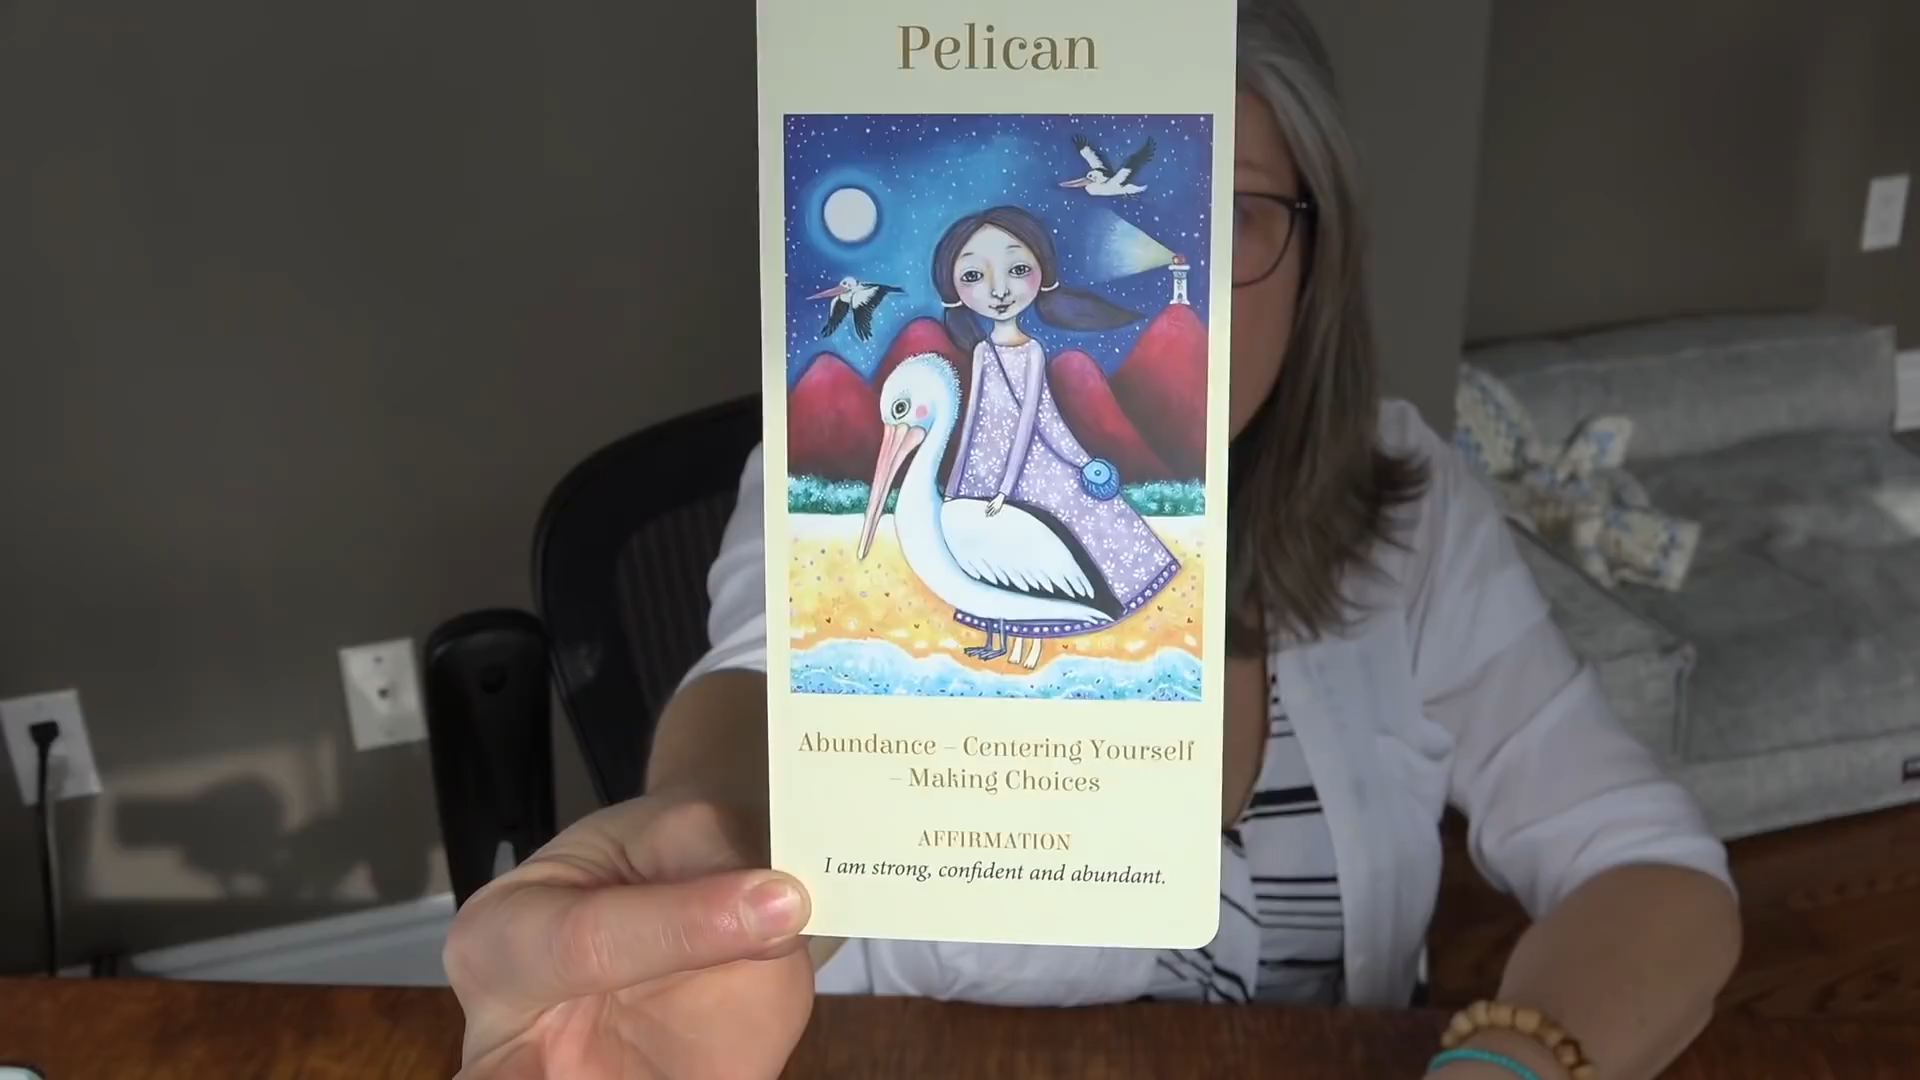 Pelican
Abundance – Centering Yourself
– Making Choices
AFFIRMATION
I am strong, confident and abundant.